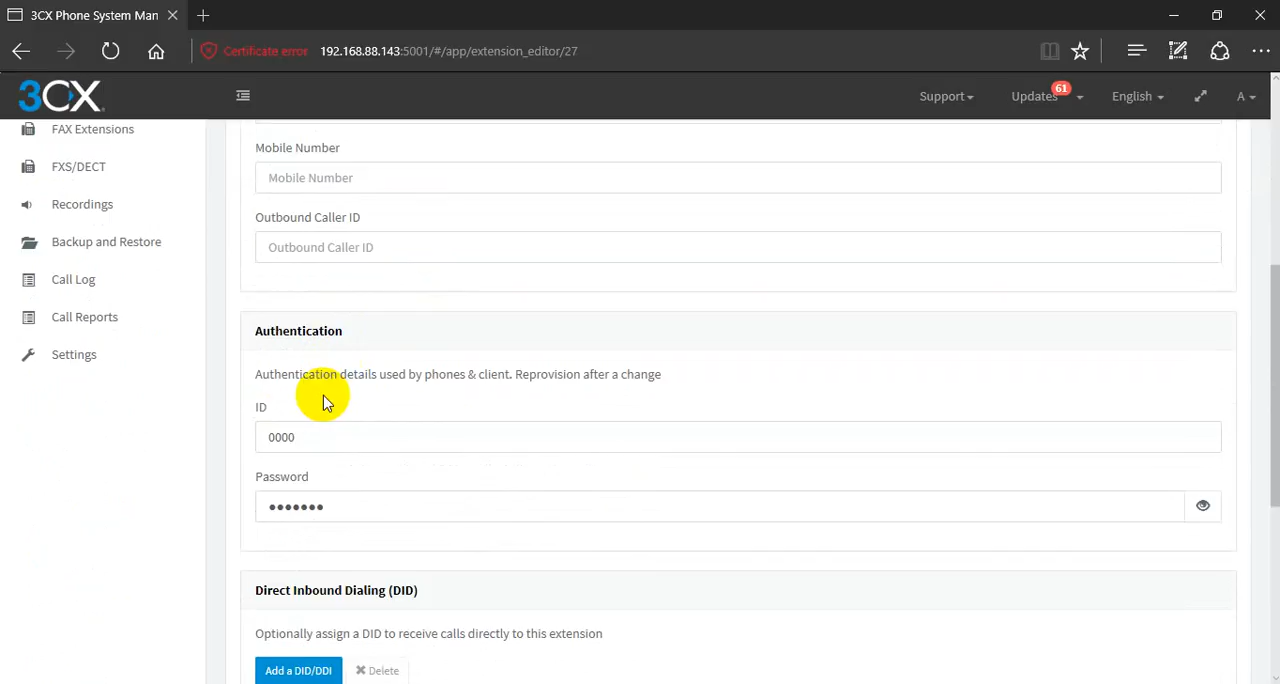 3CX Phone System Man
Certificate error 192.168.88.143:5001/#/app/extension_editor/27
3CX
Support
Updates 61
English
A
FAX Extensions
FXS/DECT
Recordings
Backup and Restore
Call Log
Call Reports
Settings
Mobile Number
Mobile Number
Outbound Caller ID
Outbound Caller ID
Authentication
Authentication details used by phones & client. Reprovision after a change
ID
0000
Password
•••••••
Direct Inbound Dialing (DID)
Optionally assign a DID to receive calls directly to this extension
Add a DID/DDI Delete